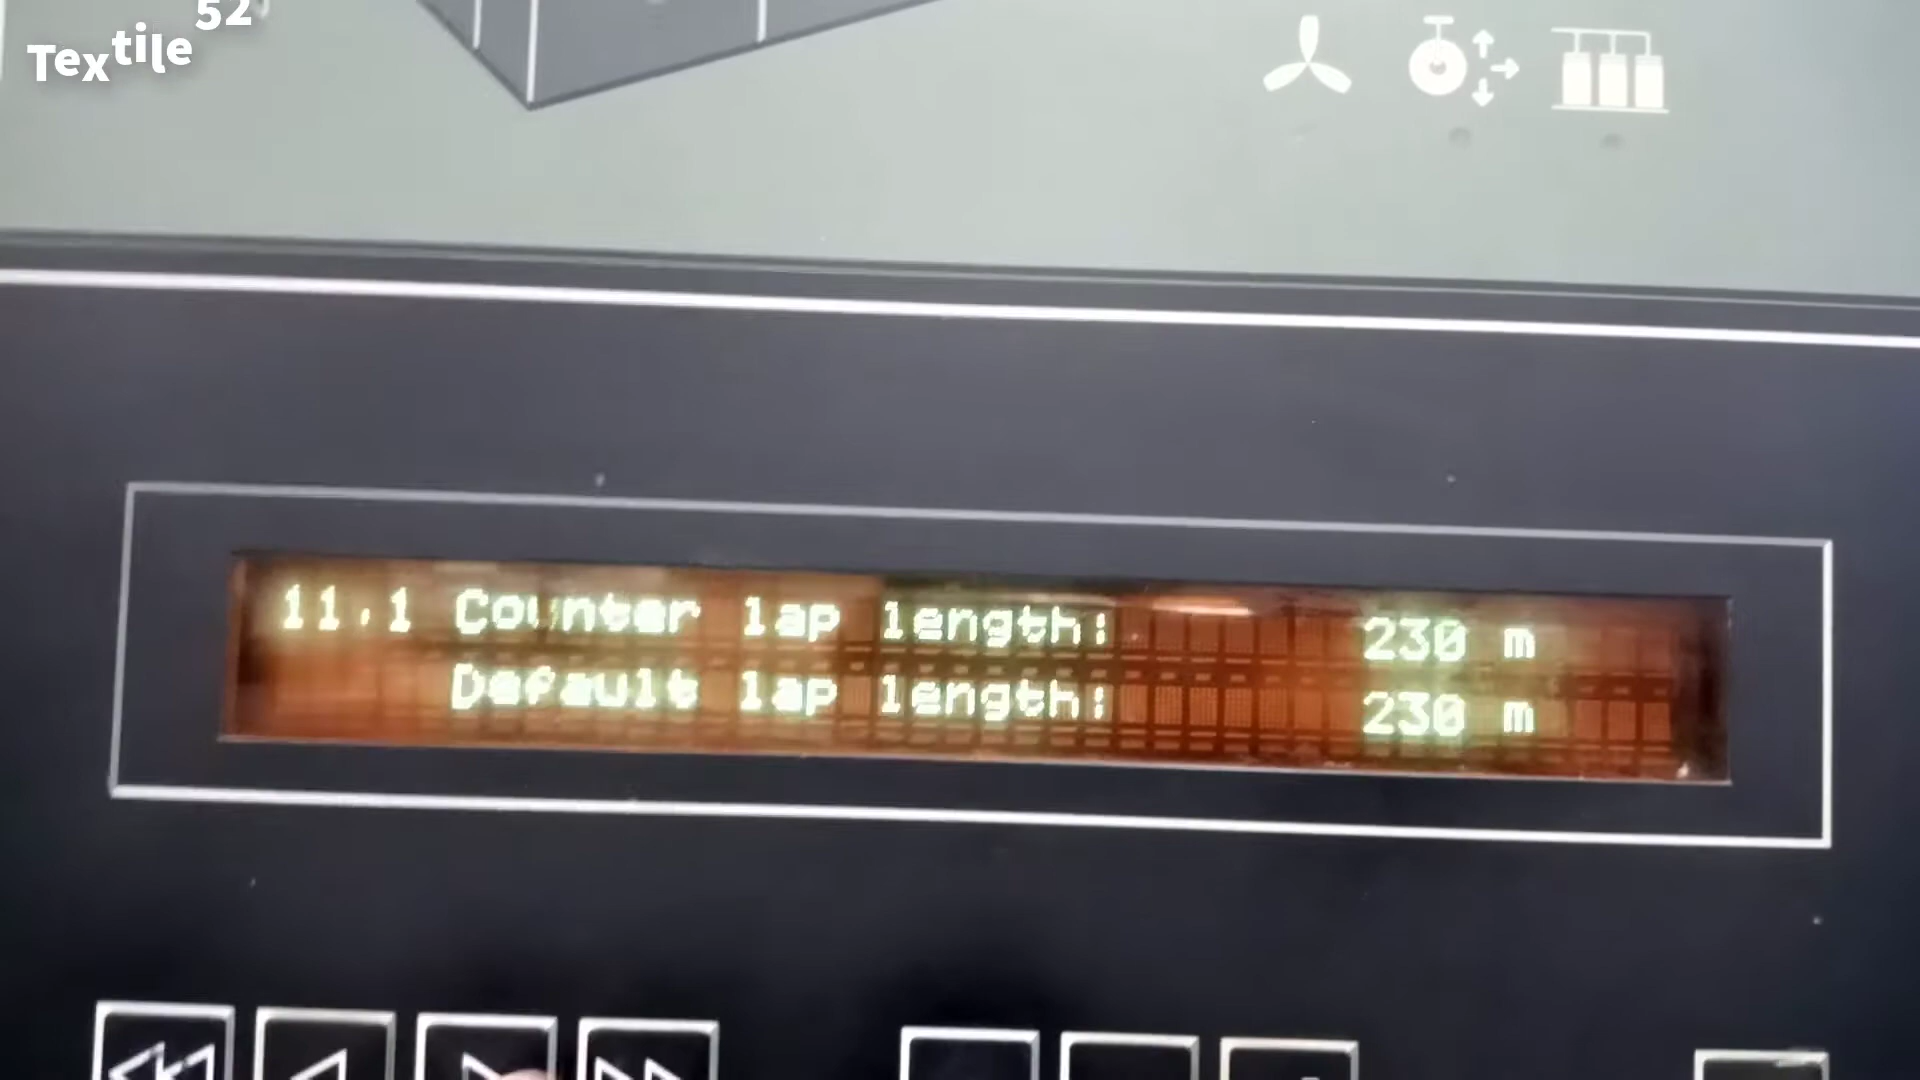 Textile 52
11.1 Counter lap length: 230 m
Default lap length: 230 m